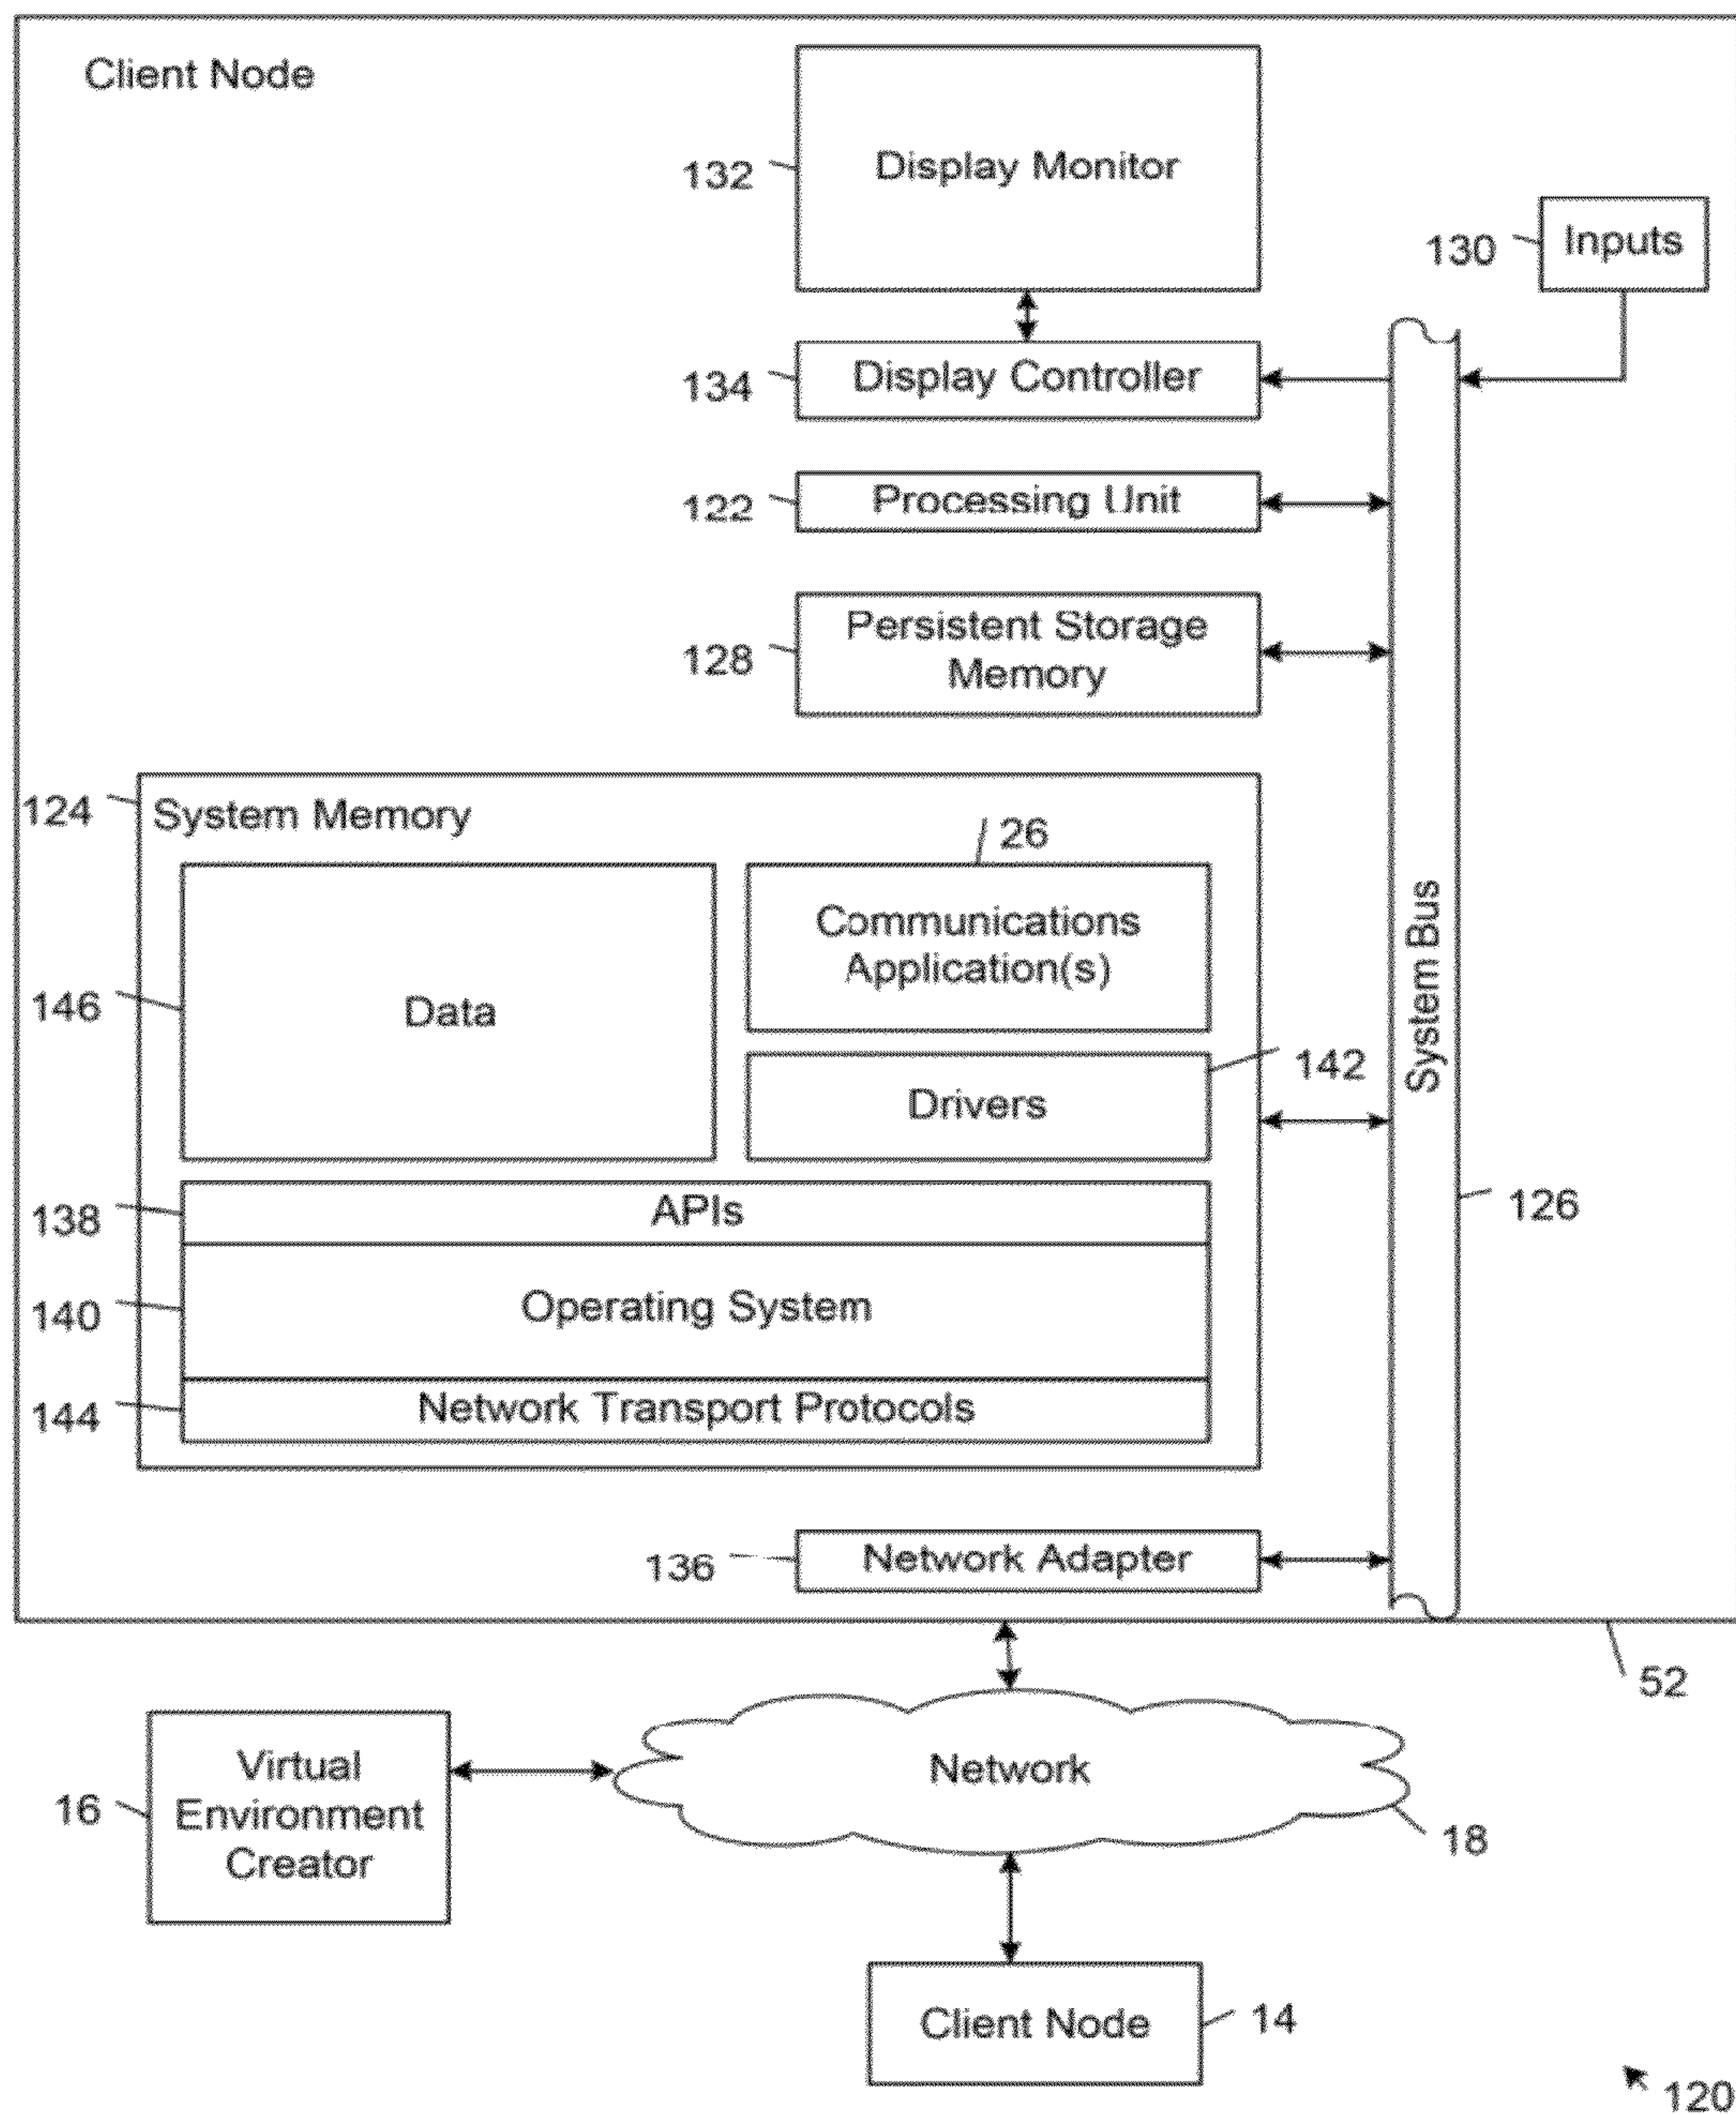 Client Node
132
Display Monitor
130
Inputs
134
Display Controller
122
Processing Unit
128
Persistent Storage
Memory
124
System Memory
26
Communications
Application(s)
146
Data
142
Drivers
System Bus
138
APIs
126
140
Operating System
144
Network Transport Protocols
136
Network Adapter
52
16
Virtual
Environment
Creator
Network
18
Client Node
14
120